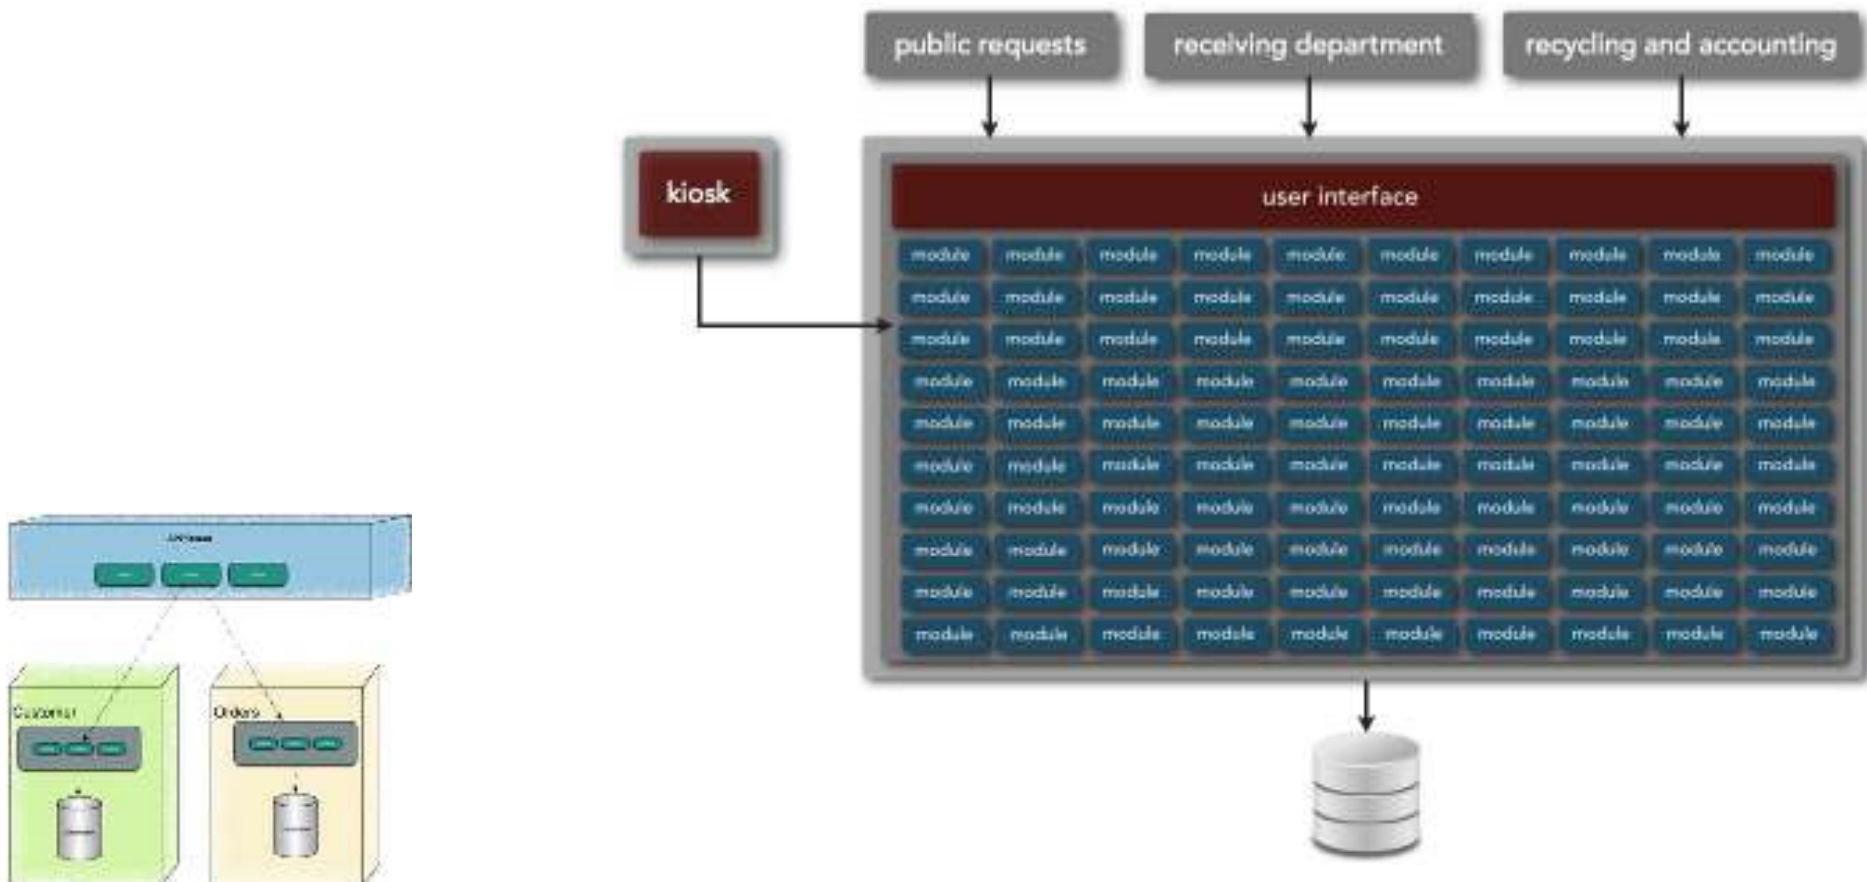 public requests
receiving department
recycling and accounting
kiosk
user interface
module module module module module module module module module module
module module module module module module module module module module
module module module module module module module module module module
module module module module module module module module module module
module module module module module module module module module module
module module module module module module module module module module
module module module module module module module module module module
module module module module module module module module module module
module module module module module module module module module module
module module module module module module module module module module
Customer
Orders